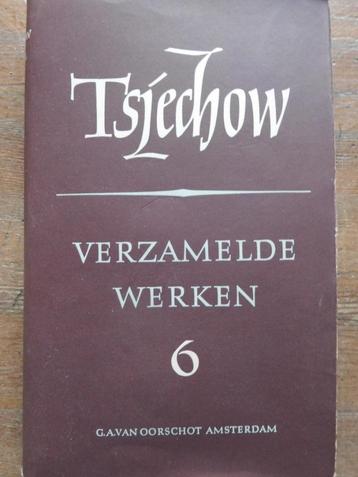 Tsjechow
VERZAMELDE
WERKEN
6
G.A.VAN OORSCHOT AMSTERDAM